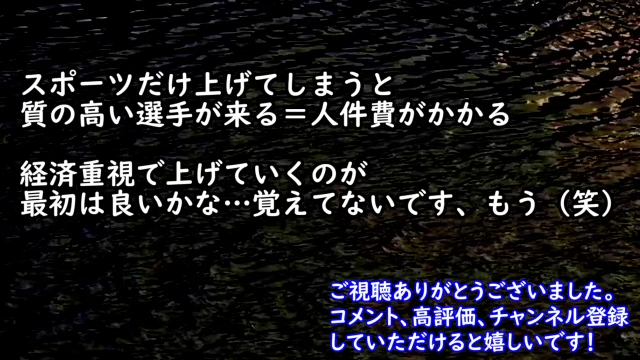 スポーツだけ上げてしまうと
質の高い選手が来る＝人件費がかかる
経済重視で上げていくのが
最初は良いかな…覚えてないです、もう（笑）
ご視聴ありがとうございました。
コメント、高評価、チャンネル登録
していただけると嬉しいです！